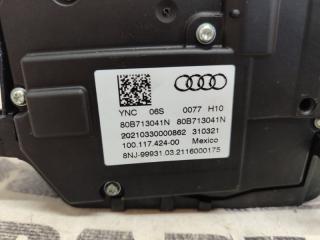 YNC 06S 0077 H10
80B713041N 80B713041N
20210330000862 310321
100.117.424-00 Mexico
8NJ-99931.03.2116000175